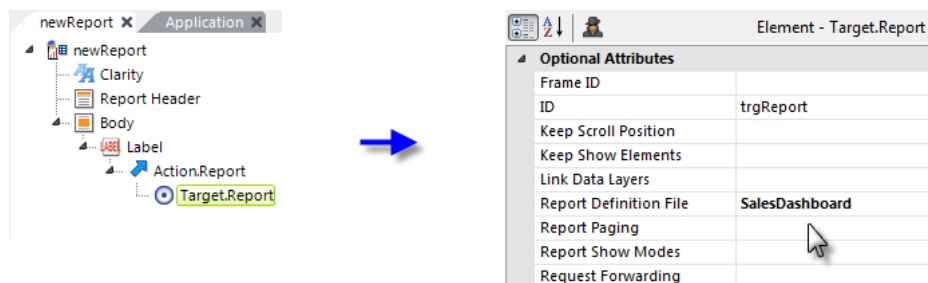 newReport Application
newReport
Clarity
Report Header
Body
LABEL Label
Action.Report
Target.Report
A Z Element - Target.Report
Optional Attributes
Frame ID
ID trgReport
Keep Scroll Position
Keep Show Elements
Link Data Layers
Report Definition File SalesDashboard
Report Paging
Report Show Modes
Request Forwarding